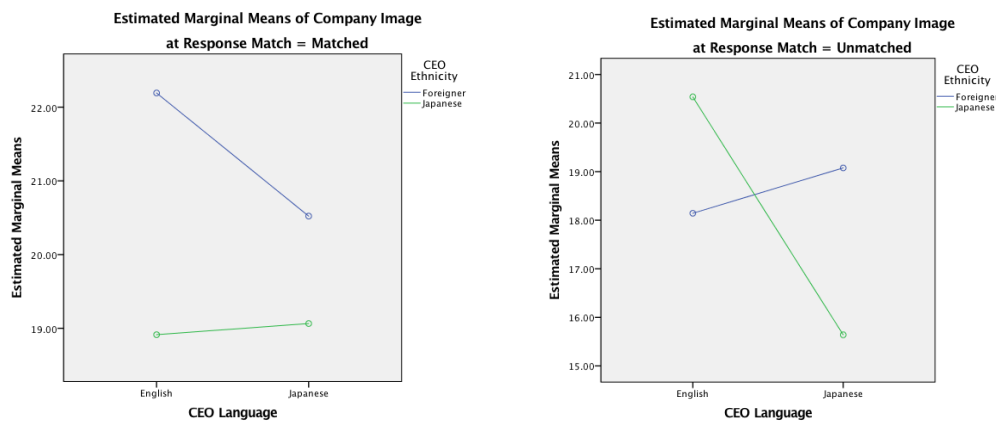 Estimated Marginal Means of Company Image
at Response Match = Matched
CEO
Ethnicity
Foreigner
Japanese
Estimated Marginal Means
22.00
21.00
20.00
19.00
English
Japanese
CEO Language
Estimated Marginal Means of Company Image
at Response Match = Unmatched
CEO
Ethnicity
Foreigner
Japanese
Estimated Marginal Means
21.00
20.00
19.00
18.00
17.00
16.00
15.00
English
Japanese
CEO Language